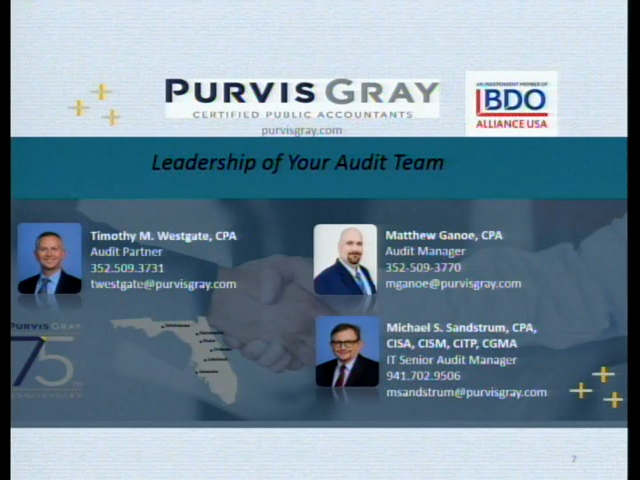 PURVIS GRAY
CERTIFIED PUBLIC ACCOUNTANTS
purvisgray.com
AN INDEPENDENT MEMBER OF
BDO
ALLIANCE USA
Leadership of Your Audit Team
Timothy M. Westgate, CPA
Audit Partner
352.509.3731
twestgate@purvisgray.com
Matthew Ganoe, CPA
Audit Manager
352-509-3770
mganoe@purvisgray.com
PURVIS GRAY
75
ANNIVERSARY
Michael S. Sandstrum, CPA,
CISA, CISM, CITP, CGMA
IT Senior Audit Manager
941.702.9506
msandstrum@purvisgray.com
7